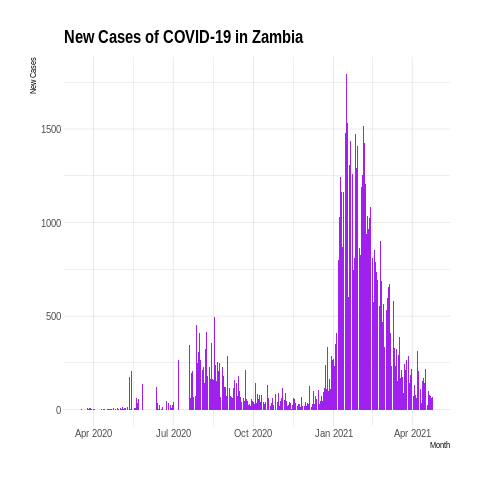 New Cases of COVID-19 in Zambia
New Cases
1500
1000
500
0
Apr 2020 Jul 2020 Oct 2020 Jan 2021 Apr 2021
Month